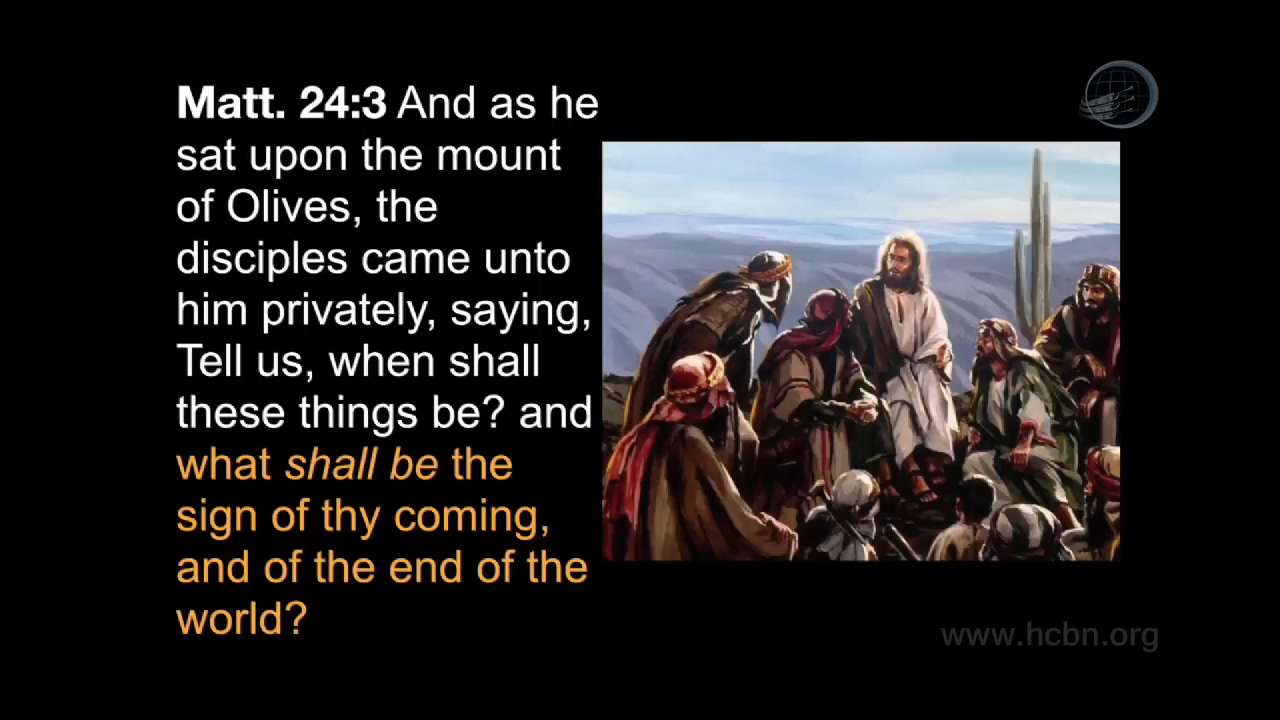 Matt. 24:3 And as he
sat upon the mount
of Olives, the
disciples came unto
him privately, saying,
Tell us, when shall
these things be? and
what shall be the
sign of thy coming,
and of the end of the
world?
www.hcbn.org